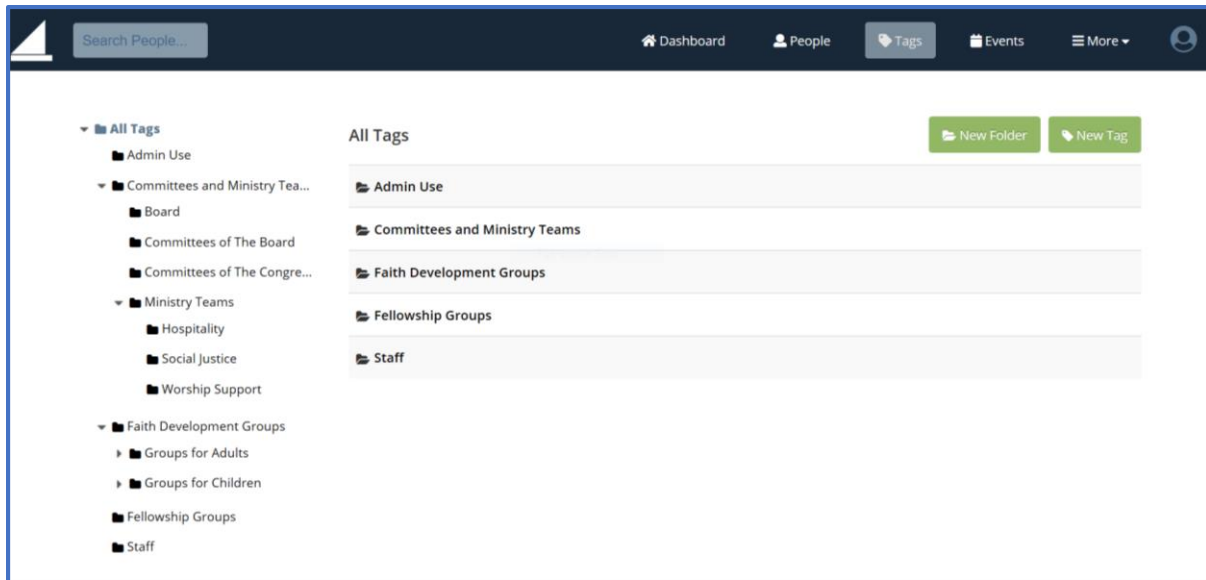 Search People...
Dashboard
People
Tags
Events
More
All Tags
Admin Use
Committees and Ministry Tea...
Board
Committees of The Board
Committees of The Congre...
Ministry Teams
Hospitality
Social Justice
Worship Support
Faith Development Groups
Groups for Adults
Groups for Children
Fellowship Groups
Staff
All Tags
New Folder
New Tag
Admin Use
Committees and Ministry Teams
Faith Development Groups
Fellowship Groups
Staff